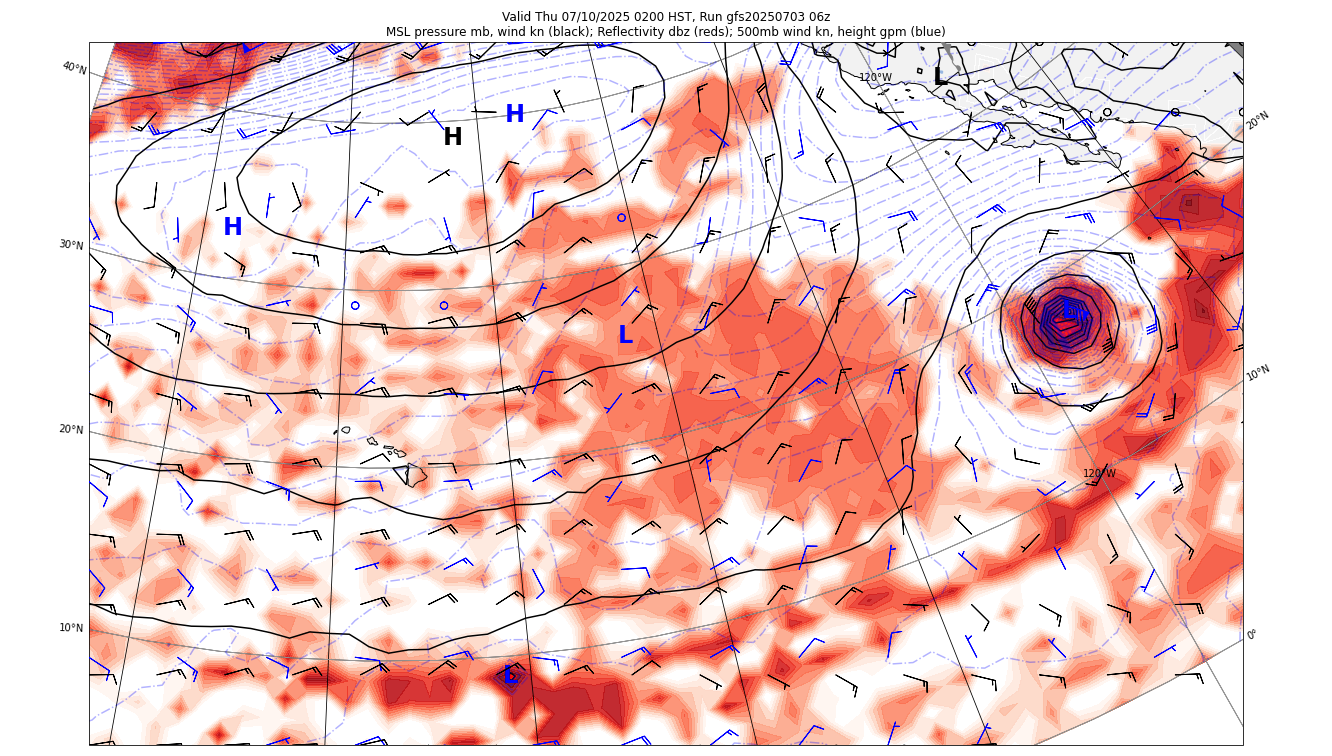 Valid Thu 07/10/2025 0200 HST, Run gfs20250703 06z
MSL pressure mb, wind kn (black); Reflectivity dbz (reds); 500mb wind kn, height gpm (blue)
40°N
120°W
L
20°N
H
H
30°N
H
L
L
10°N
20°N
120°W
10°N
0°
L